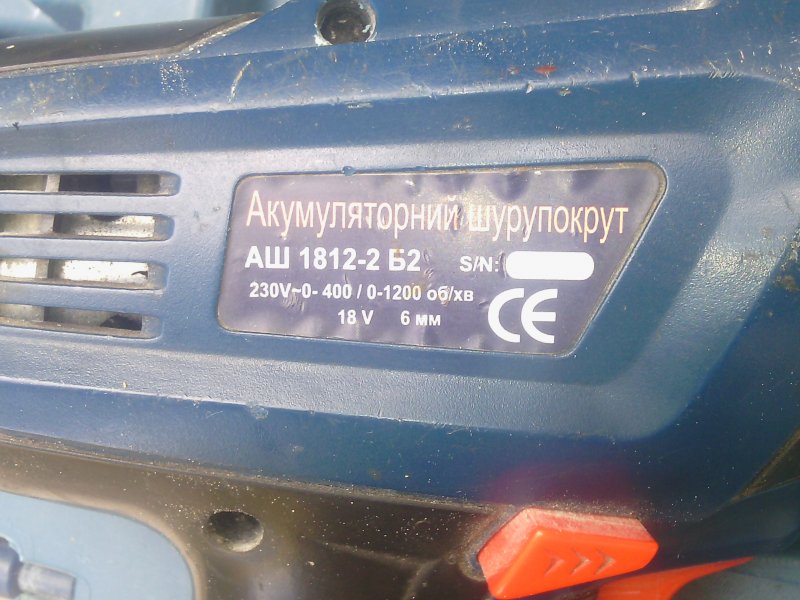 Акумуляторний шурупокрут
АШ 1812-2 Б2 S/N:
230V~0- 400 / 0-1200 об/хв
18 V 6 мм
CE